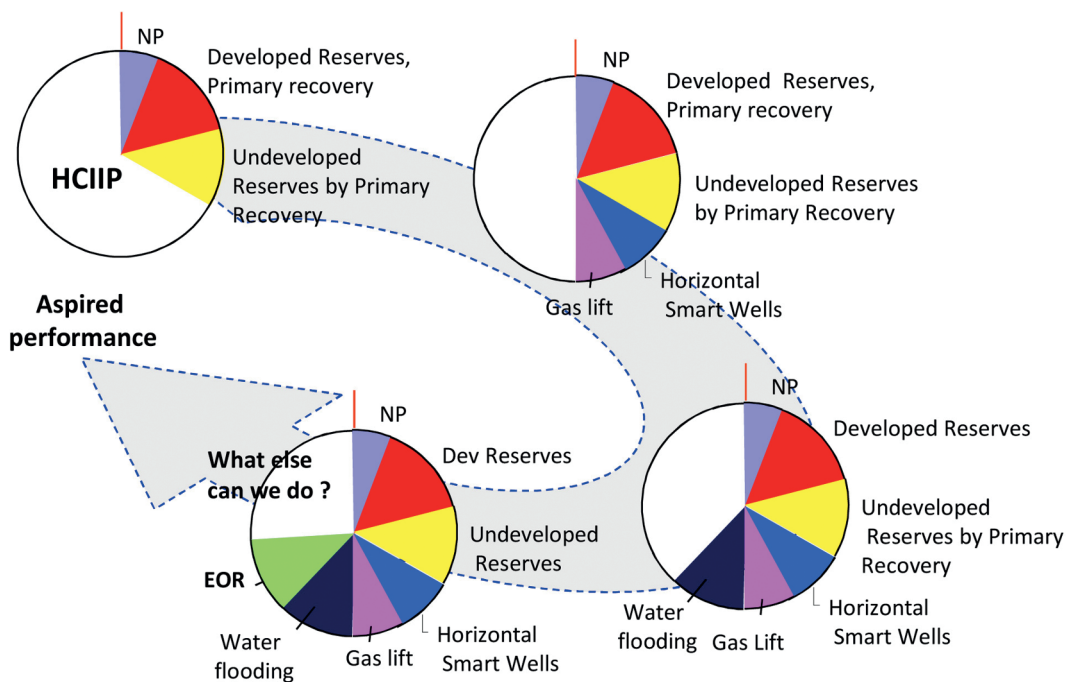 NP
Developed Reserves,
Primary recovery
HCIIP
Undeveloped
Reserves by Primary
Recovery
NP
Developed Reserves,
Primary recovery
Undeveloped Reserves
by Primary Recovery
Horizontal
Smart Wells
Gas lift
NP
Developed Reserves
Undeveloped
Reserves by Primary
Recovery
Horizontal
Smart Wells
Gas Lift
Water
flooding
NP
Dev Reserves
Undeveloped
Reserves
Horizontal
Smart Wells
Gas lift
Water
flooding
EOR
What else
can we do ?
Aspired
performance